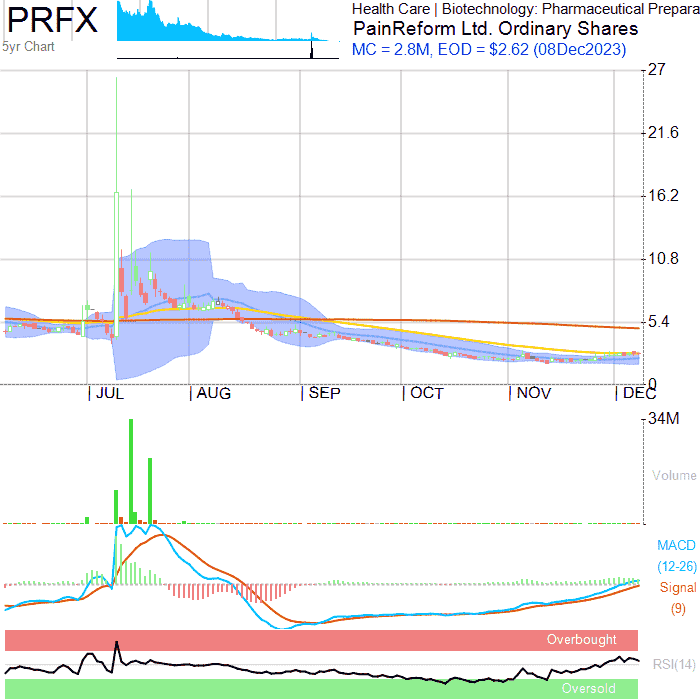 PRFX
5yr Chart
Health Care | Biotechnology: Pharmaceutical Prepara
PainReform Ltd. Ordinary Shares
MC = 2.8M, EOD = $2.62 (08Dec2023)
27
21.6
16.2
10.8
5.4
0
JUL AUG SEP OCT NOV DEC
34M
Volume
MACD
(12-26)
Signal
(9)
Overbought
RSI(14)
Oversold